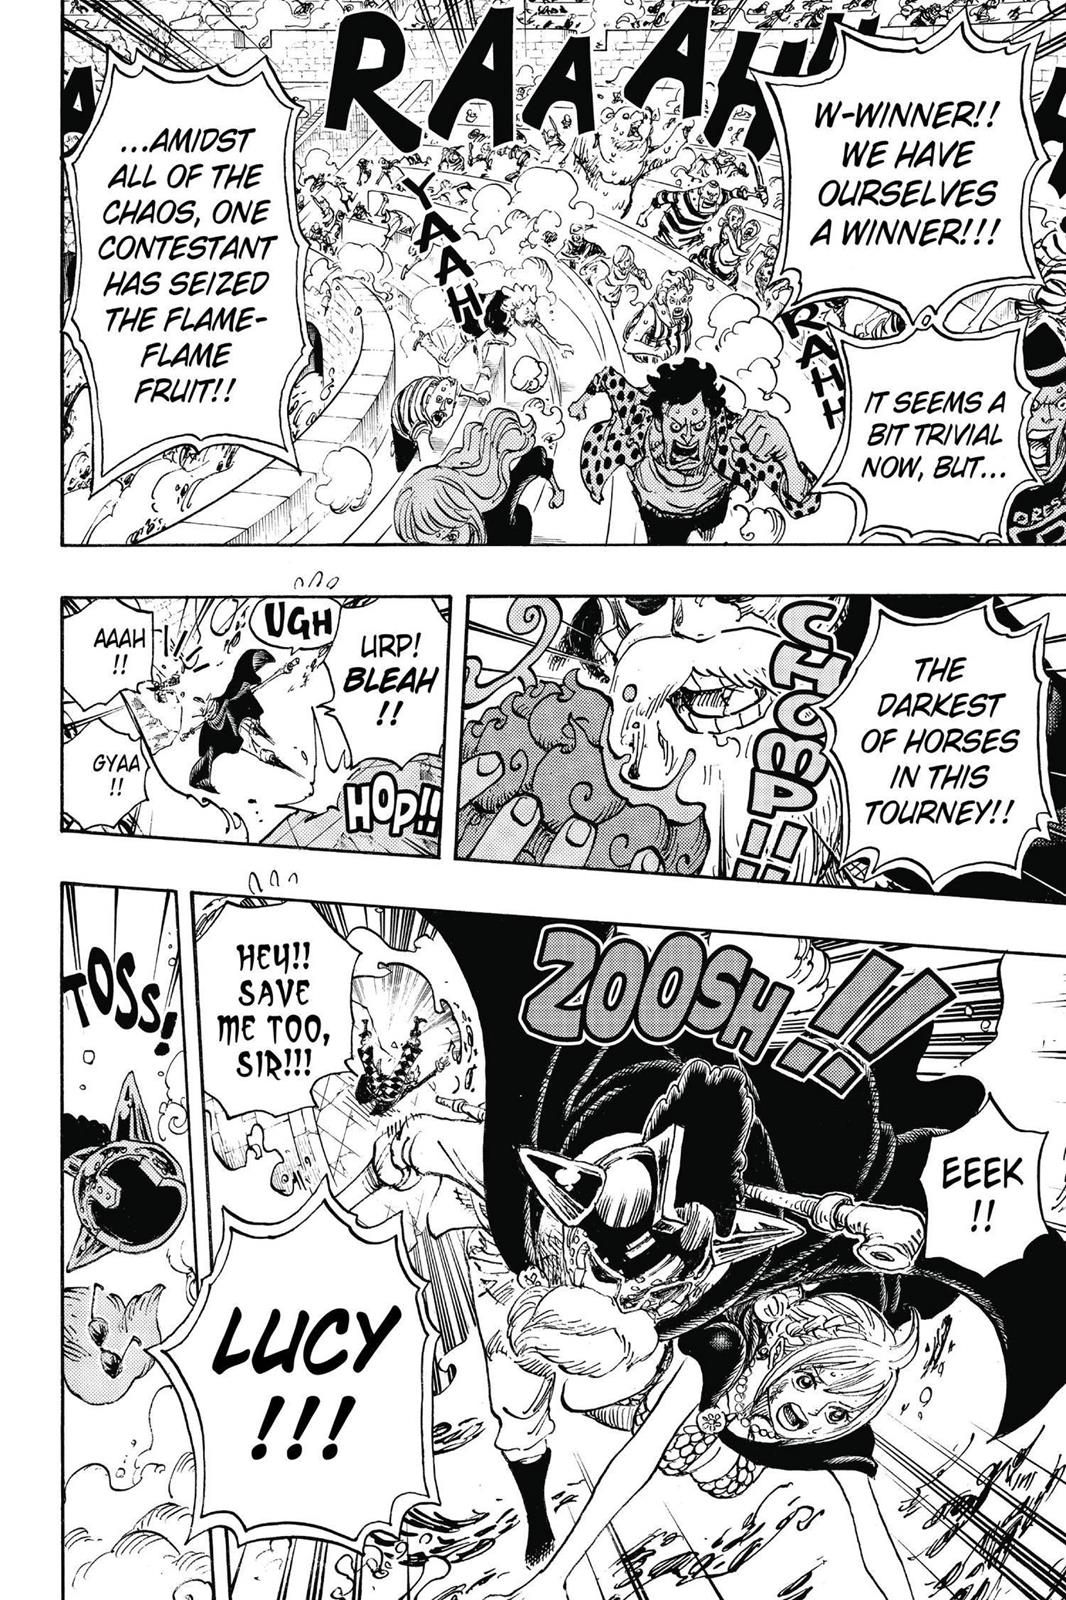 RAAAAHH!!
W-WINNER!!
WE HAVE
OURSELVES
A WINNER!!!
IT SEEMS A
BIT TRIVIAL
NOW, BUT...
RAHH
YAAH
...AMIDST
ALL OF THE
CHAOS, ONE
CONTESTANT
HAS SEIZED
THE FLAME-
FLAME
FRUIT!!
THE
DARKEST
OF HORSES
IN THIS
TOURNEY!!
CHOMP!!
URP!
BLEAH
!!
UGH
HOP!!
AAAH
!!
GYAA
!!
EEEK
!!
ZOOSH!!
HEY!!
SAVE
ME TOO,
SIR!!!
LUCY
!!!
TOSS!